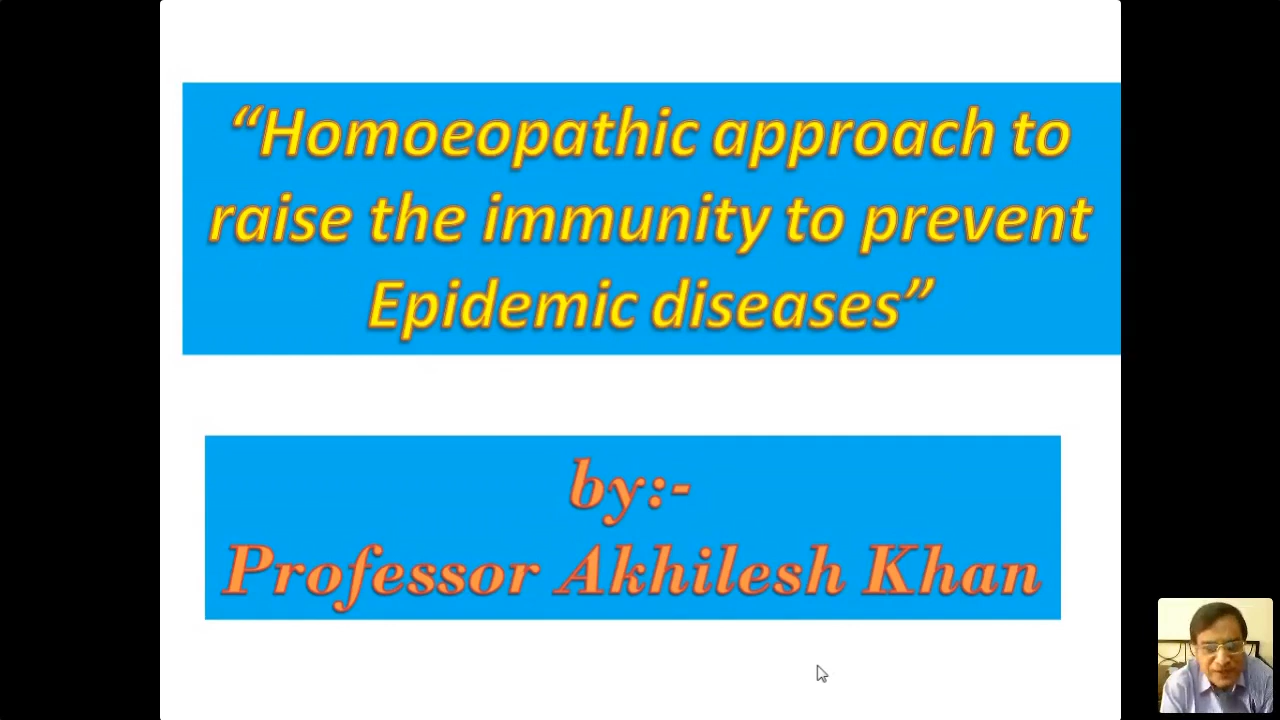 “Homoeopathic approach to
raise the immunity to prevent
Epidemic diseases”
by:-
Professor Akhilesh Khan